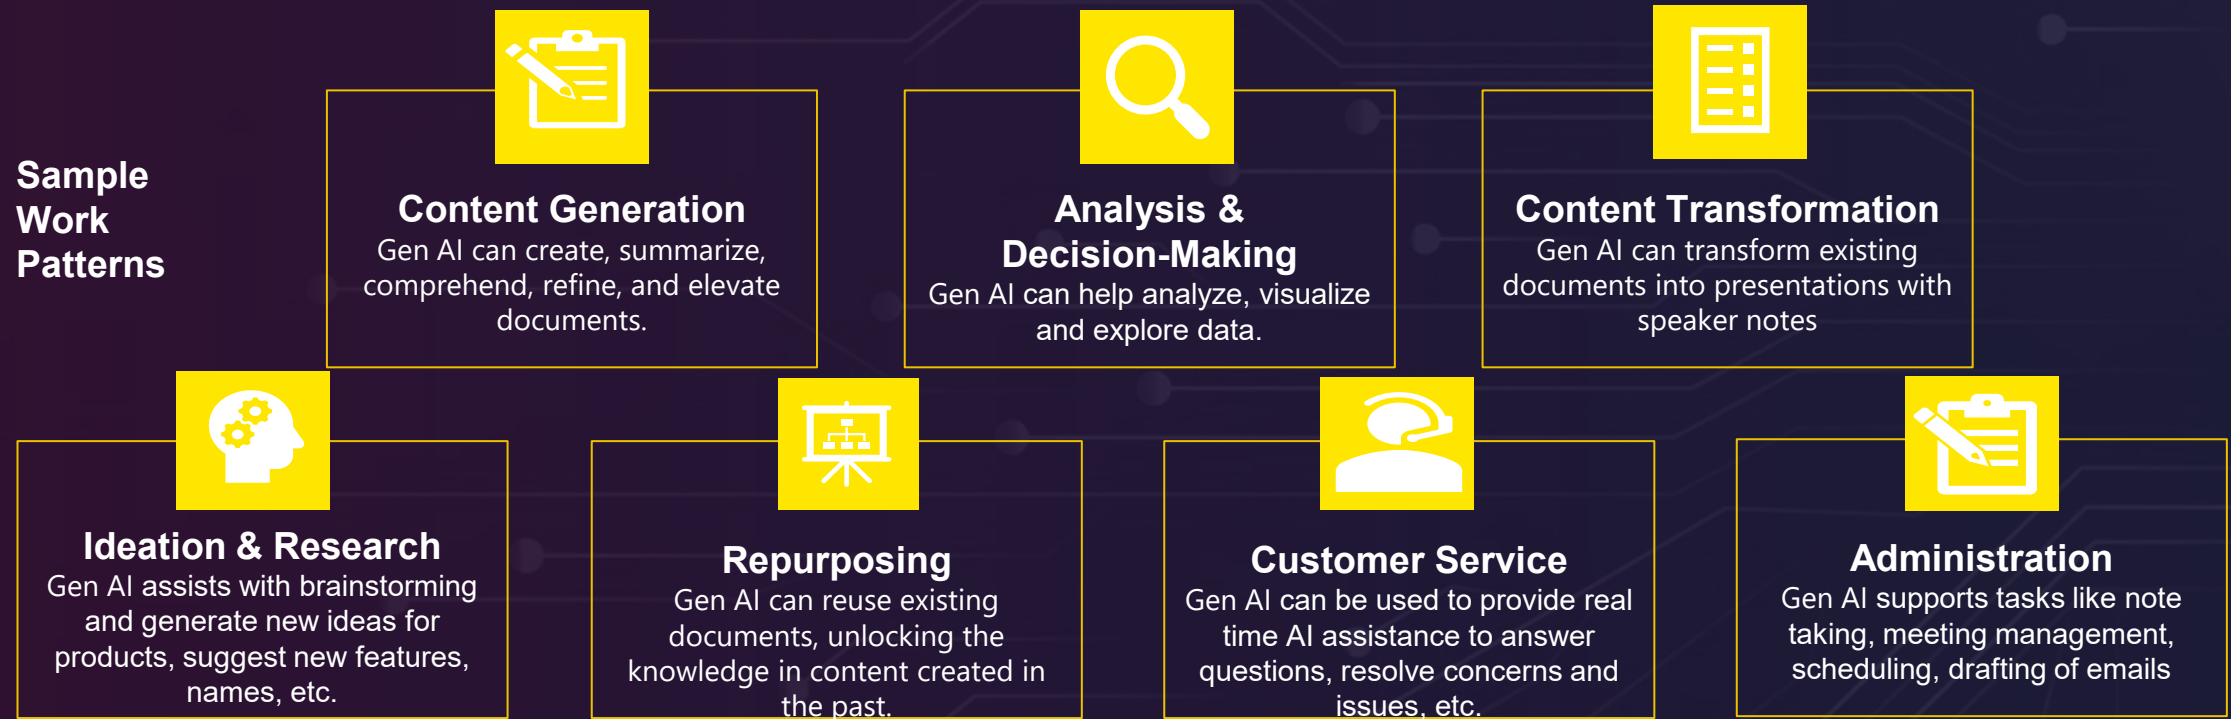 Sample
Work
Patterns
Content Generation
Gen AI can create, summarize,
comprehend, refine, and elevate
documents.
Analysis &
Decision-Making
Gen AI can help analyze, visualize
and explore data.
Content Transformation
Gen AI can transform existing
documents into presentations with
speaker notes
Ideation & Research
Gen AI assists with brainstorming
and generate new ideas for
products, suggest new features,
names, etc.
Repurposing
Gen AI can reuse existing
documents, unlocking the
knowledge in content created in
the past.
Customer Service
Gen AI can be used to provide real
time AI assistance to answer
questions, resolve concerns and
issues, etc.
Administration
Gen AI supports tasks like note
taking, meeting management,
scheduling, drafting of emails